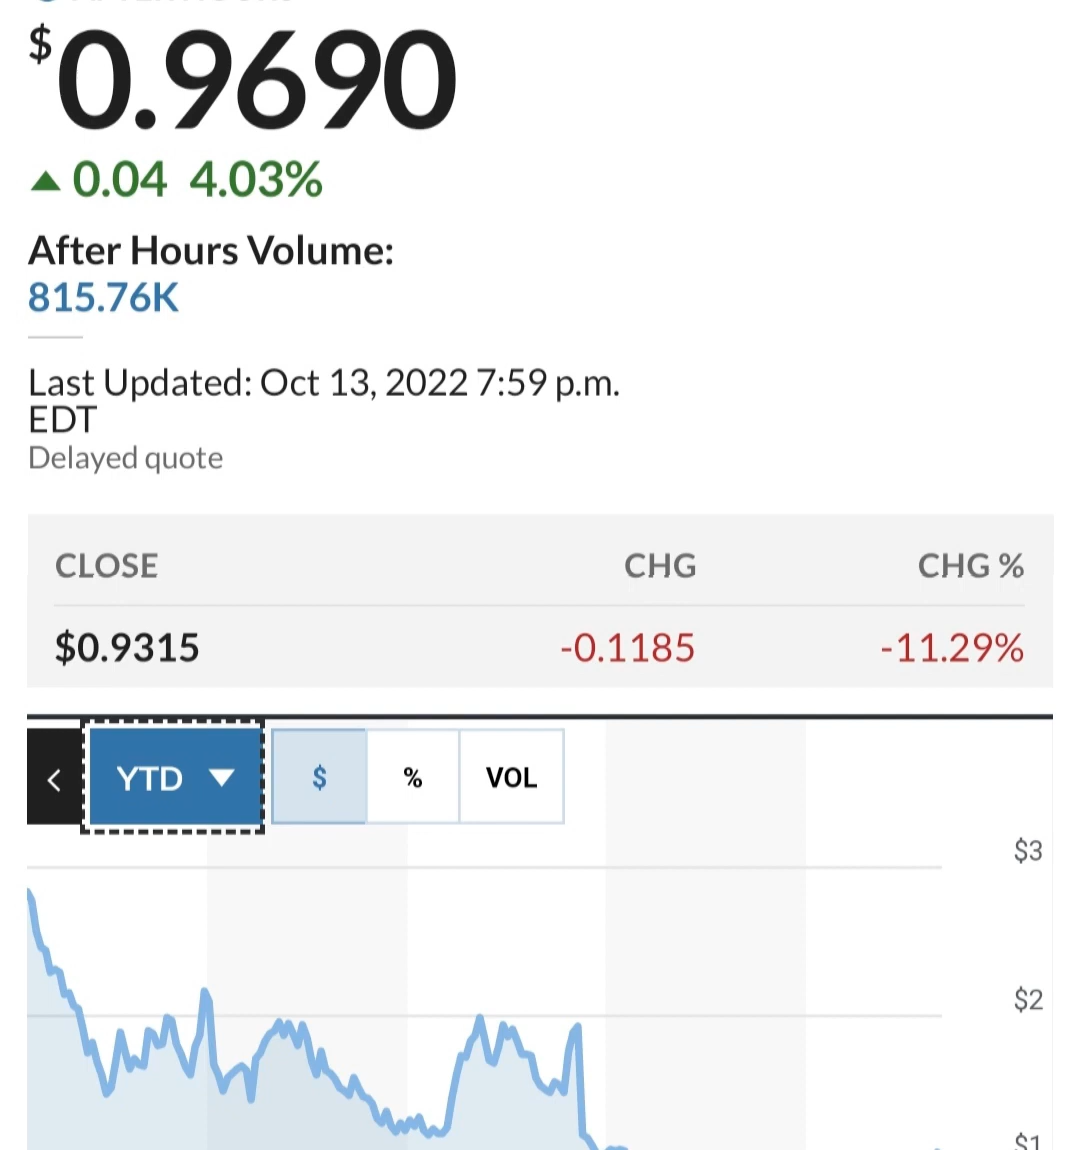 $0.9690
▲ 0.04 4.03%
After Hours Volume:
815.76K
Last Updated: Oct 13, 2022 7:59 p.m.
EDT
Delayed quote
CLOSE CHG CHG %
$0.9315 -0.1185 -11.29%
< YTD ▼ $ % VOL
$3
$2
$1